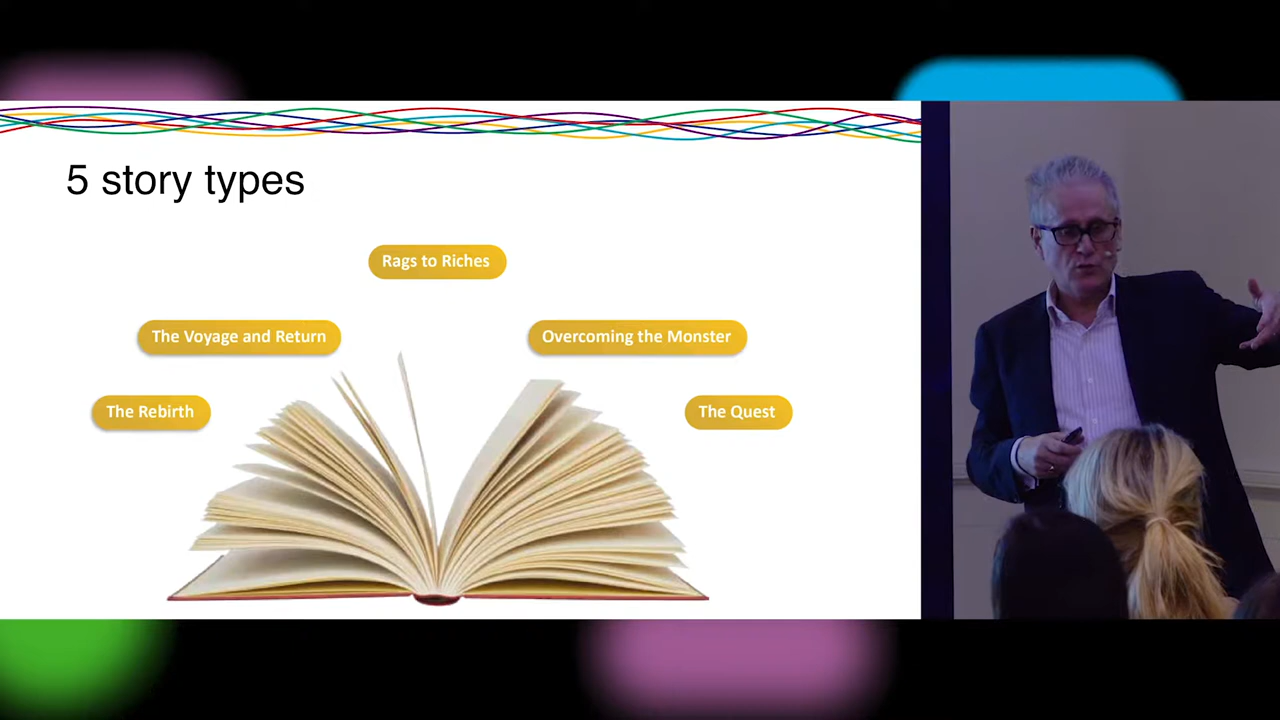 5 story types
Rags to Riches
The Voyage and Return
Overcoming the Monster
The Rebirth
The Quest